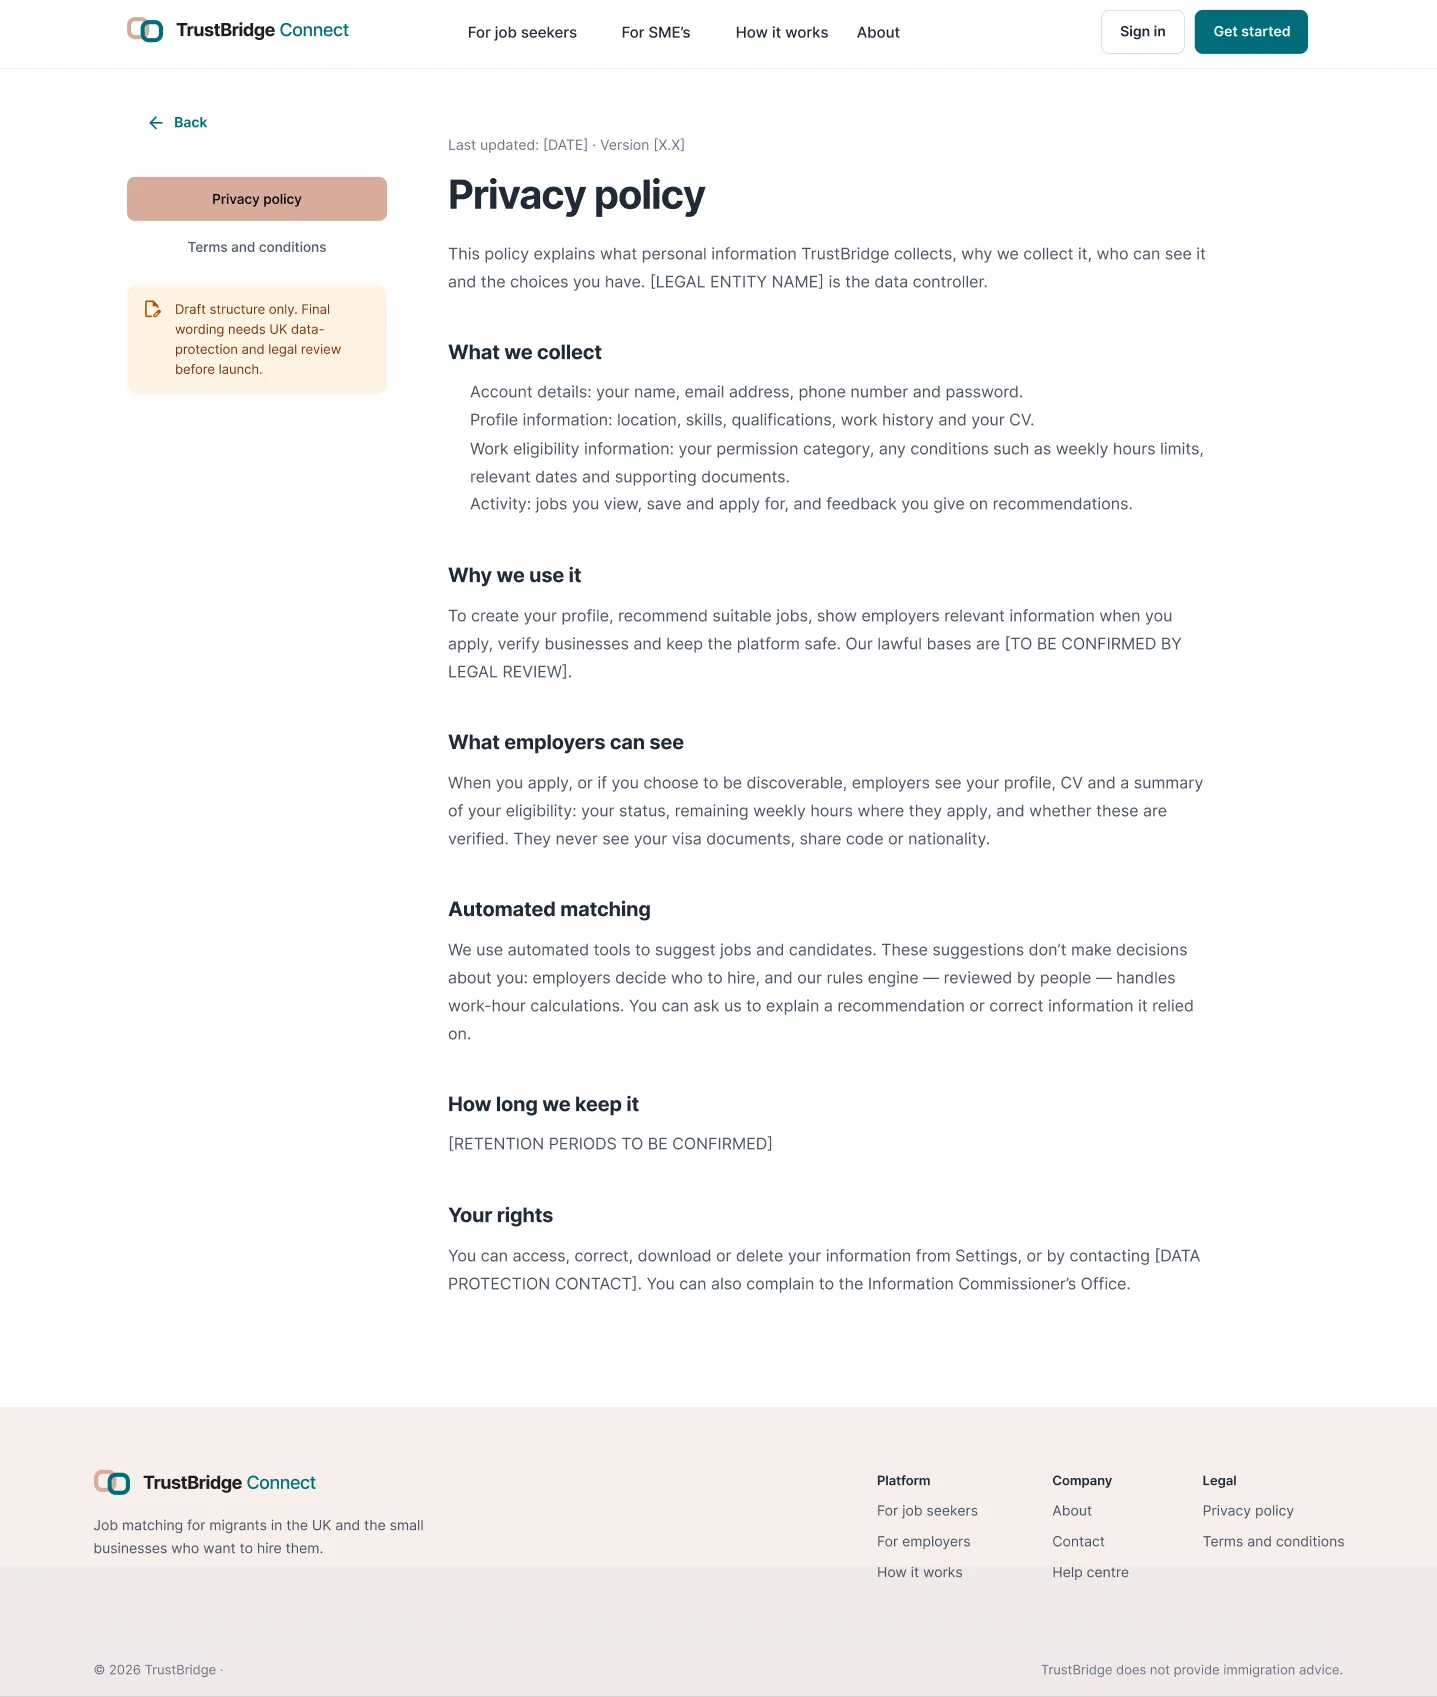 TrustBridge Connect
For job seekers
For SME’s
How it works
About
Sign in
Get started
Back
Privacy policy
Terms and conditions
Draft structure only. Final
wording needs UK data-
protection and legal review
before launch.
Last updated: [DATE] · Version [X.X]
Privacy policy
This policy explains what personal information TrustBridge collects, why we collect it, who can see it
and the choices you have. [LEGAL ENTITY NAME] is the data controller.
What we collect
Account details: your name, email address, phone number and password.
Profile information: location, skills, qualifications, work history and your CV.
Work eligibility information: your permission category, any conditions such as weekly hours limits,
relevant dates and supporting documents.
Activity: jobs you view, save and apply for, and feedback you give on recommendations.
Why we use it
To create your profile, recommend suitable jobs, show employers relevant information when you
apply, verify businesses and keep the platform safe. Our lawful bases are [TO BE CONFIRMED BY
LEGAL REVIEW].
What employers can see
When you apply, or if you choose to be discoverable, employers see your profile, CV and a summary
of your eligibility: your status, remaining weekly hours where they apply, and whether these are
verified. They never see your visa documents, share code or nationality.
Automated matching
We use automated tools to suggest jobs and candidates. These suggestions don’t make decisions
about you: employers decide who to hire, and our rules engine — reviewed by people — handles
work-hour calculations. You can ask us to explain a recommendation or correct information it relied
on.
How long we keep it
[RETENTION PERIODS TO BE CONFIRMED]
Your rights
You can access, correct, download or delete your information from Settings, or by contacting [DATA
PROTECTION CONTACT]. You can also complain to the Information Commissioner’s Office.
TrustBridge Connect
Job matching for migrants in the UK and the small
businesses who want to hire them.
Platform
For job seekers
For employers
How it works
Company
About
Contact
Help centre
Legal
Privacy policy
Terms and conditions
© 2026 TrustBridge ·
TrustBridge does not provide immigration advice.